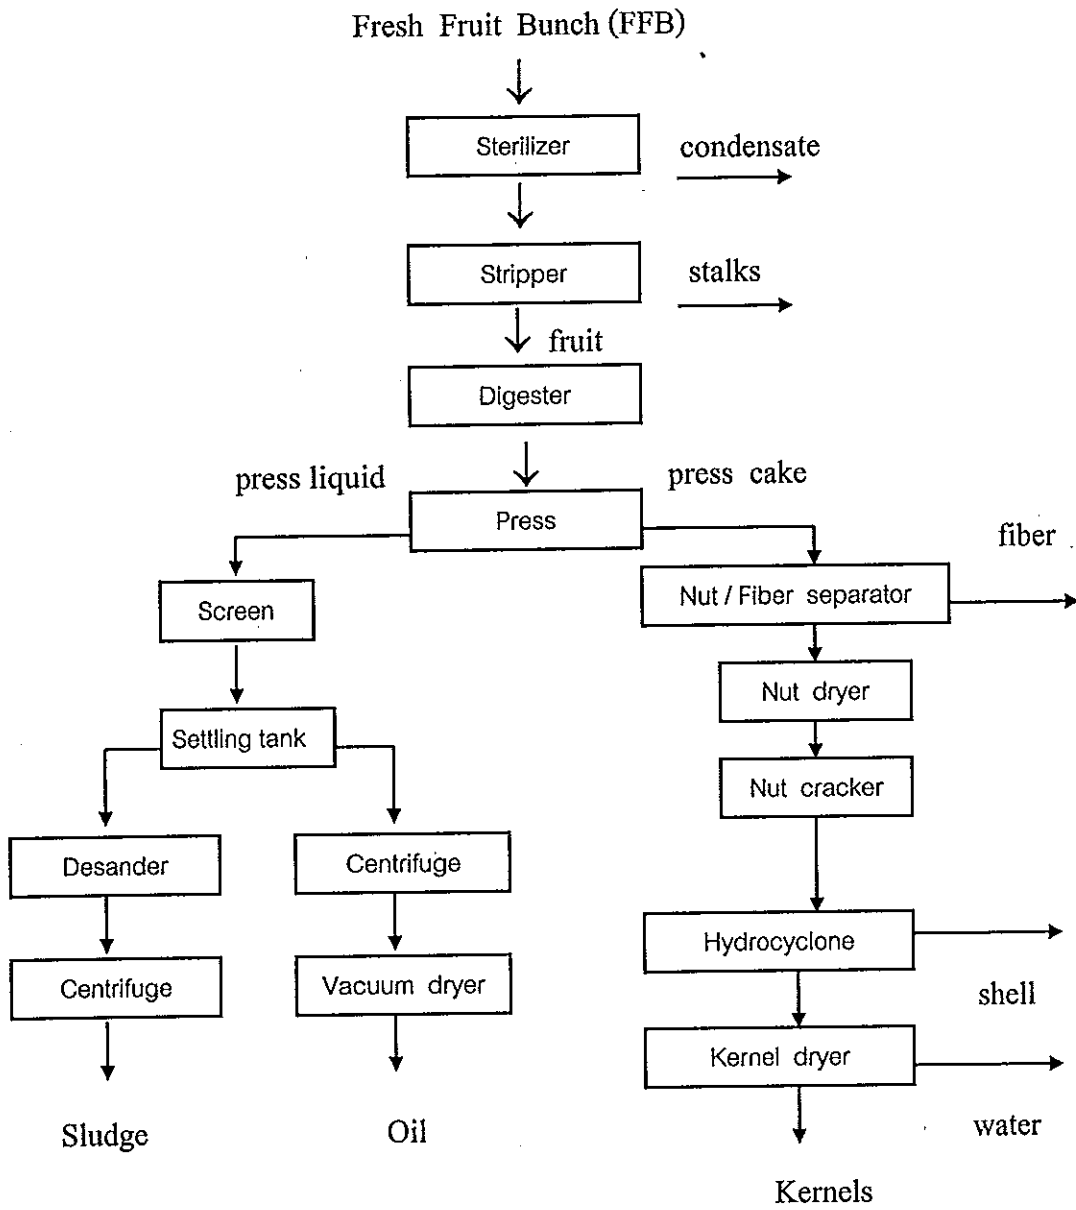 Fresh Fruit Bunch (FFB)
Sterilizer
condensate
Stripper
stalks
fruit
Digester
press liquid
press cake
Press
fiber
Screen
Nut / Fiber separator
Nut dryer
Settling tank
Nut cracker
Desander
Centrifuge
Hydrocyclone
Centrifuge
Vacuum dryer
shell
Kernel dryer
Sludge
Oil
water
Kernels